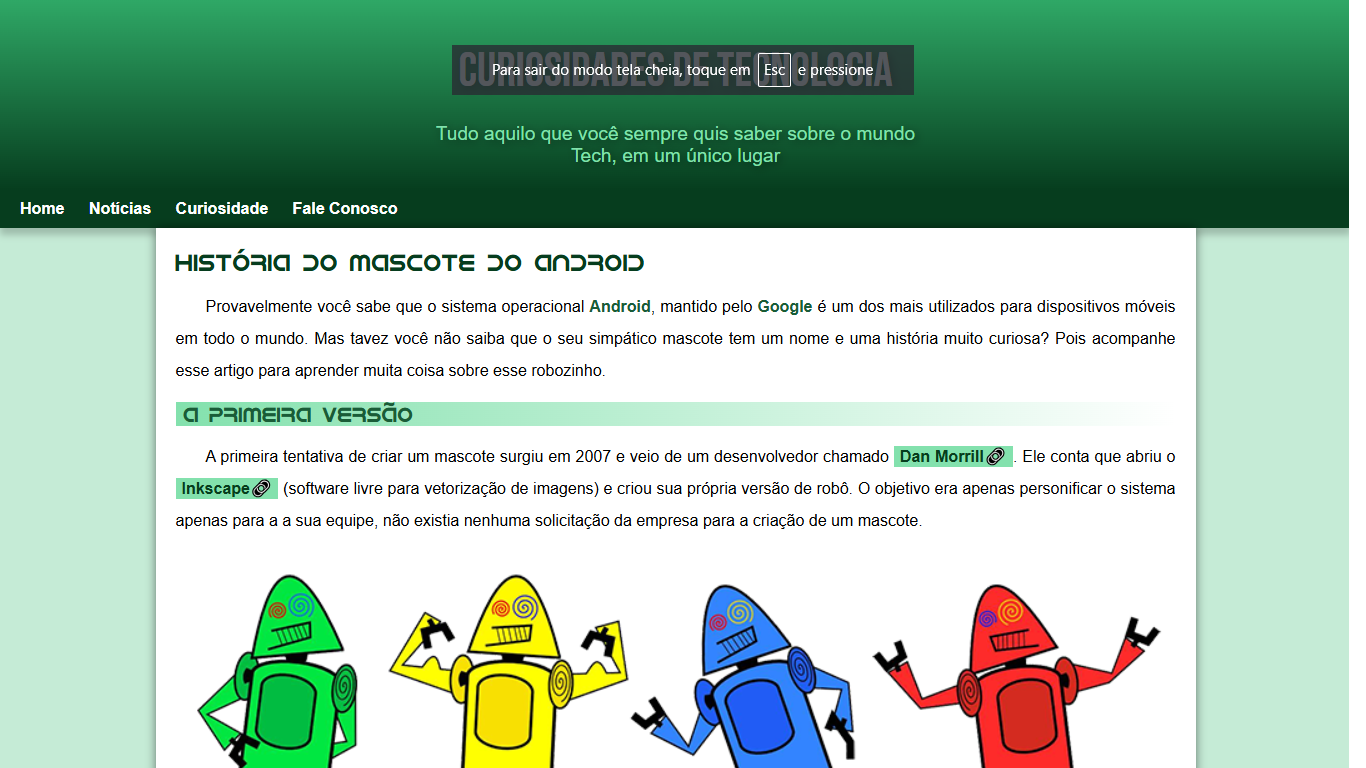 CURIOSIDADES DE TECNOLOGIA
Para sair do modo tela cheia, toque em Esc e pressione
Tudo aquilo que você sempre quis saber sobre o mundo
Tech, em um único lugar
Home Notícias Curiosidade Fale Conosco
História do Mascote do Android
Provavelmente você sabe que o sistema operacional Android, mantido pelo Google é um dos mais utilizados para dispositivos móveis
em todo o mundo. Mas tavez você não saiba que o seu simpático mascote tem um nome e uma história muito curiosa? Pois acompanhe
esse artigo para aprender muita coisa sobre esse robozinho.
A primeira versão
A primeira tentativa de criar um mascote surgiu em 2007 e veio de um desenvolvedor chamado Dan Morrill. Ele conta que abriu o
Inkscape (software livre para vetorização de imagens) e criou sua própria versão de robô. O objetivo era apenas personificar o sistema
apenas para a a sua equipe, não existia nenhuma solicitação da empresa para a criação de um mascote.